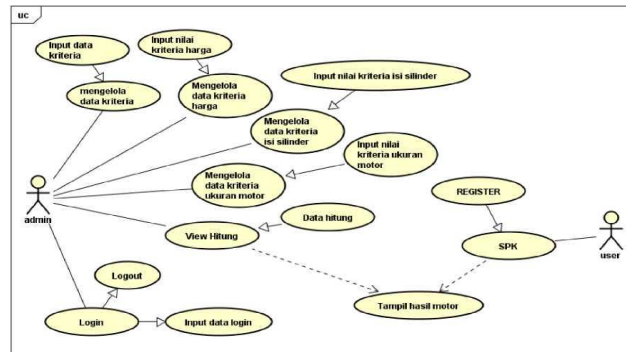 uc
Input data
kriteria
Input nilai
kriteria harga
Input nilai kriteria isi silinder
mengelola
data kriteria
Mengelola
data kriteria
harga
Mengelola
data kriteria
isi silinder
Input nilai
kriteria ukuran
motor
Mengelola
data kriteria
ukuran motor
REGISTER
admin
Data hitung
View Hitung
SPK
user
Logout
Tampil hasil motor
Login
Input data login